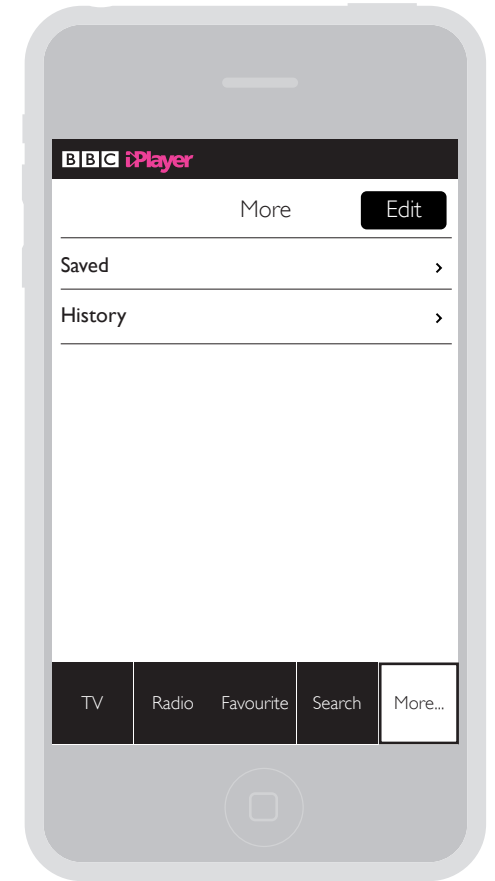 BBC iPlayer
More Edit
Saved
History
TV Radio Favourite Search More...